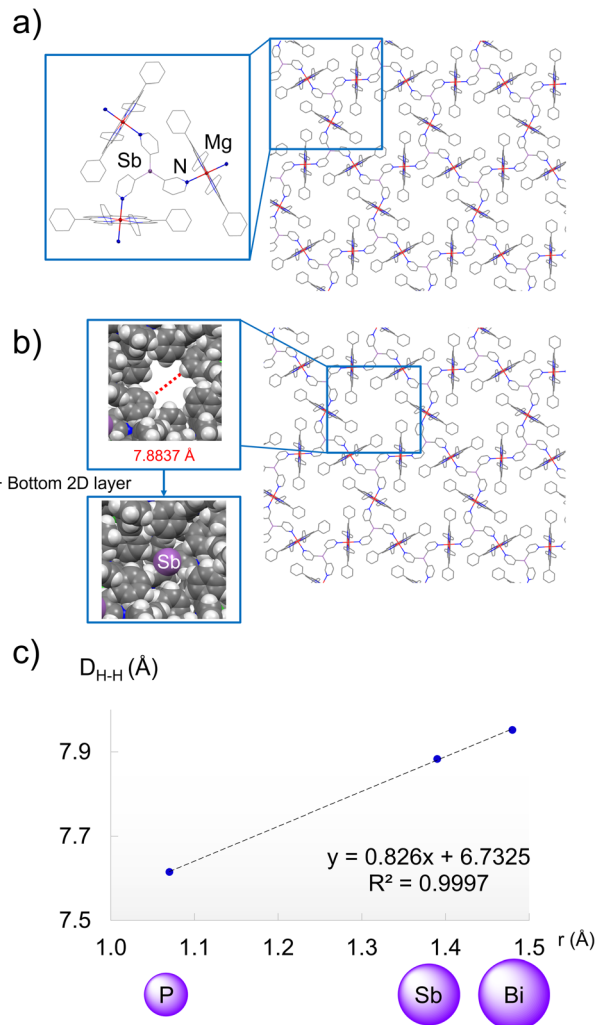 a)
Sb
N
Mg
b)
7.8837 Å
- Bottom 2D layer
Sb
c)
D_H-H (Å)
7.9
7.7
7.5
y = 0.826x + 6.7325
R² = 0.9997
1.0 1.1 1.2 1.3 1.4 1.5 r (Å)
P Sb Bi